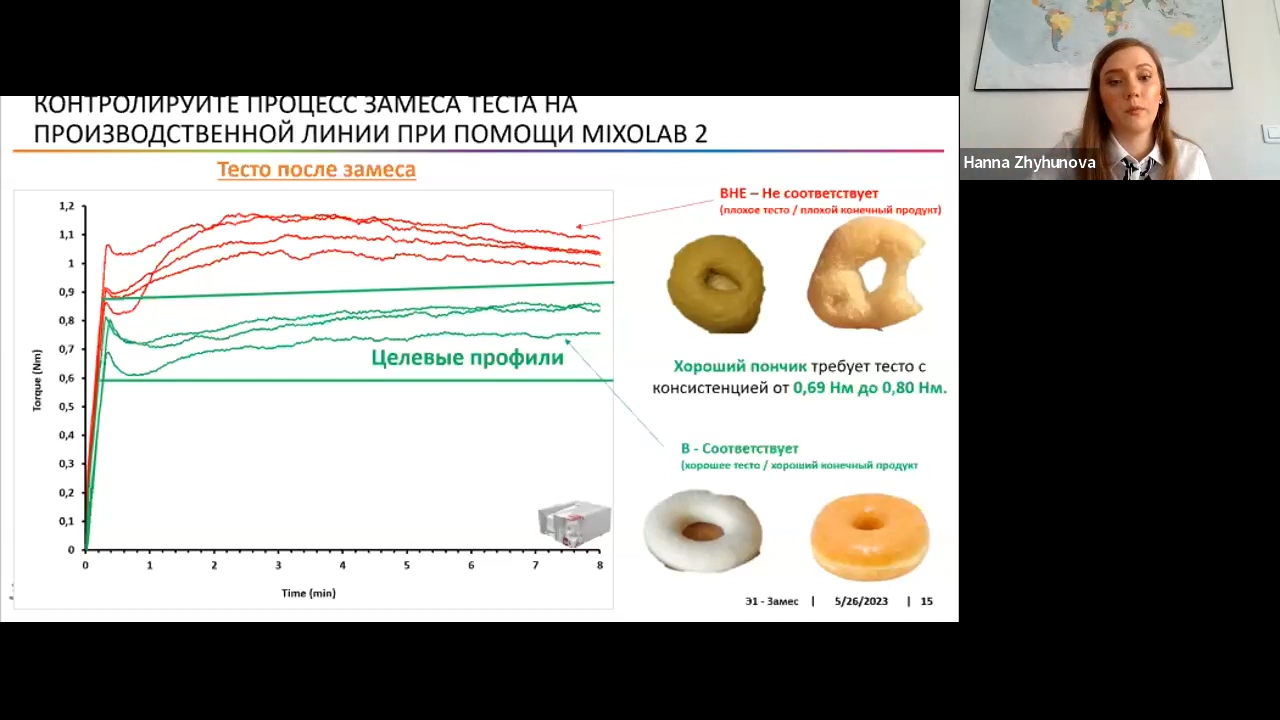 КОНТРОЛИРУЙТЕ ПРОЦЕСС ЗАМЕСА ТЕСТА НА
ПРОИЗВОДСТВЕННОЙ ЛИНИИ ПРИ ПОМОЩИ MIXOLAB 2
Тесто после замеса
1,2
1,1
1
0,9
0,8
0,7
0,6
0,5
0,4
0,3
0,2
0,1
0
Torque (Nm)
0 1 2 3 4 5 6 7 8
Time (min)
Целевые профили
ВНЕ – Не соответствует
(плохое тесто / плохой конечный продукт)
Хороший пончик требует тесто с
консистенцией от 0,69 Нм до 0,80 Нм.
В - Соответствует
(хорошее тесто / хороший конечный продукт
Э1 - Замес | 5/26/2023 | 15
Hanna Zhyhunova